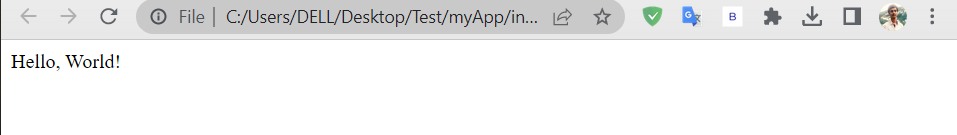 File | C:/Users/DELL/Desktop/Test/myApp/in... B
Hello, World!